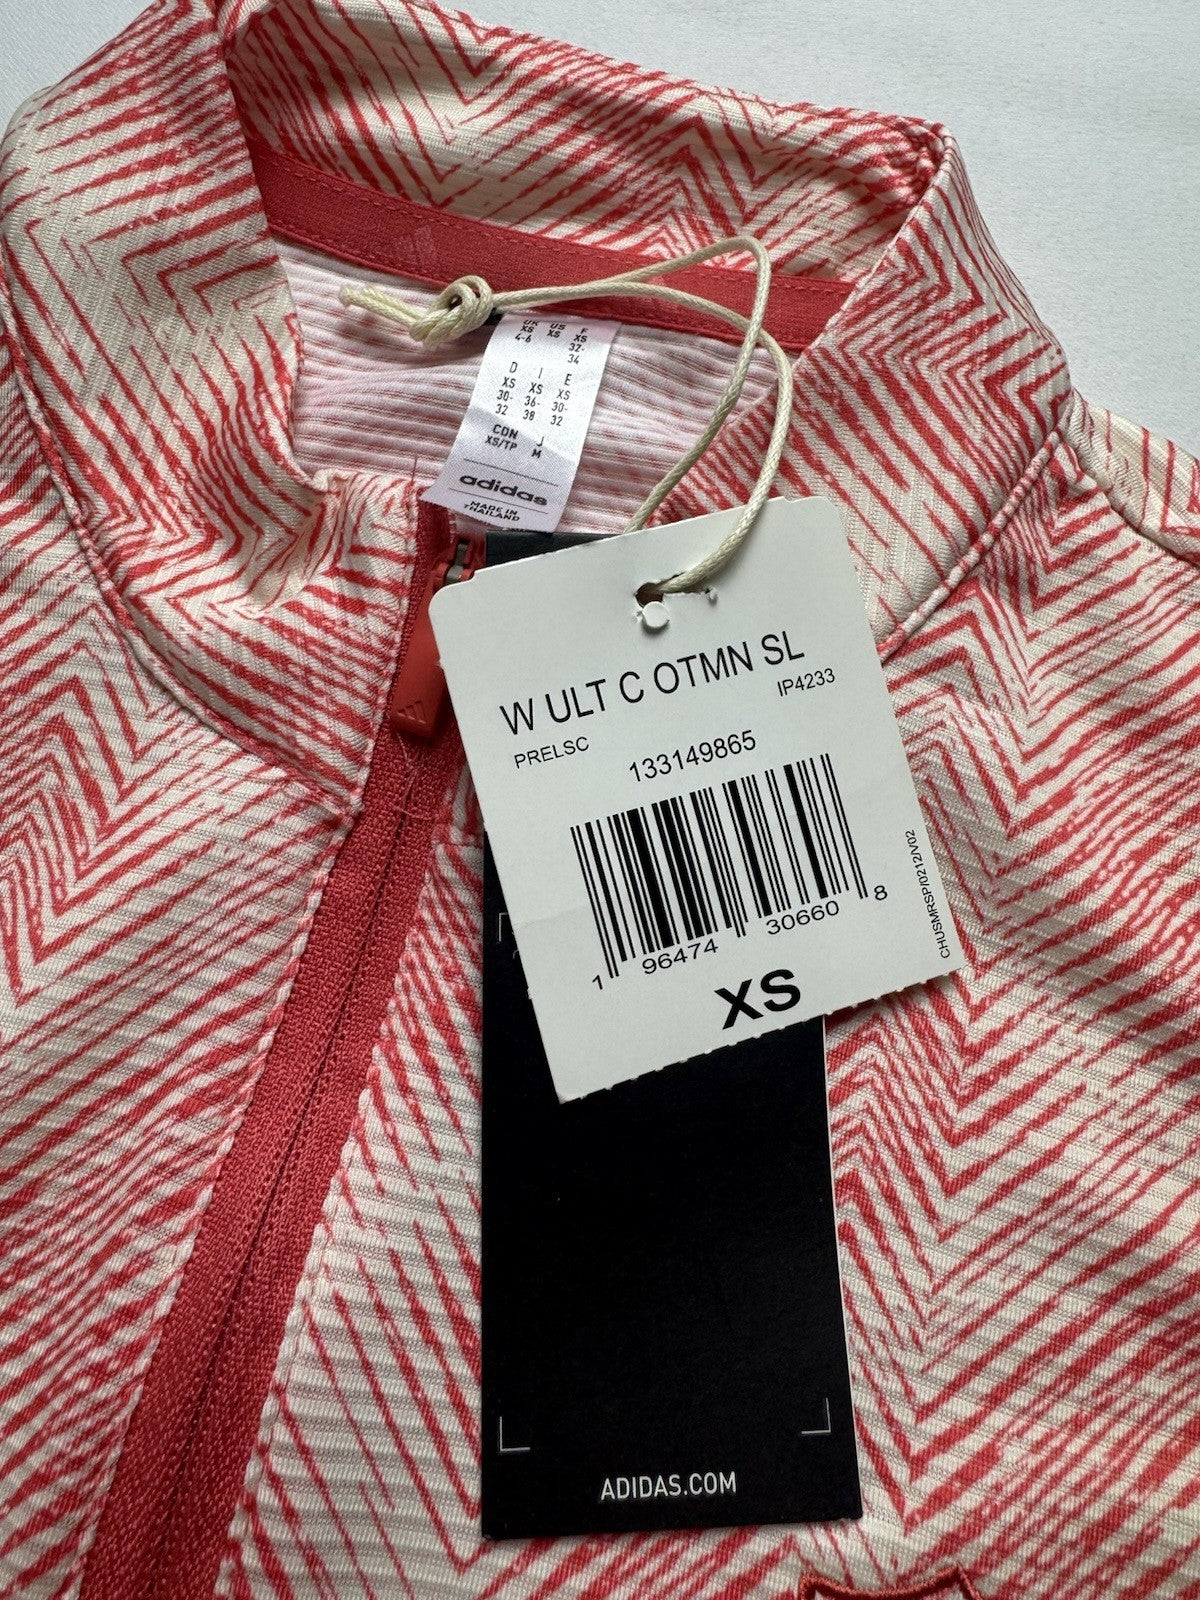 UK US F
XS XS XS
4-6 32-
34
D I E
XS XS XS
30- 36- 30-
32 38 32
CDN J
XS/TP M
adidas
MADE IN
THAILAND
W ULT C OTMN SL
PRELSC IP4233
133149865
1 96474 30660 8
XS
CHUSMRSP/0212/V02
ADIDAS.COM